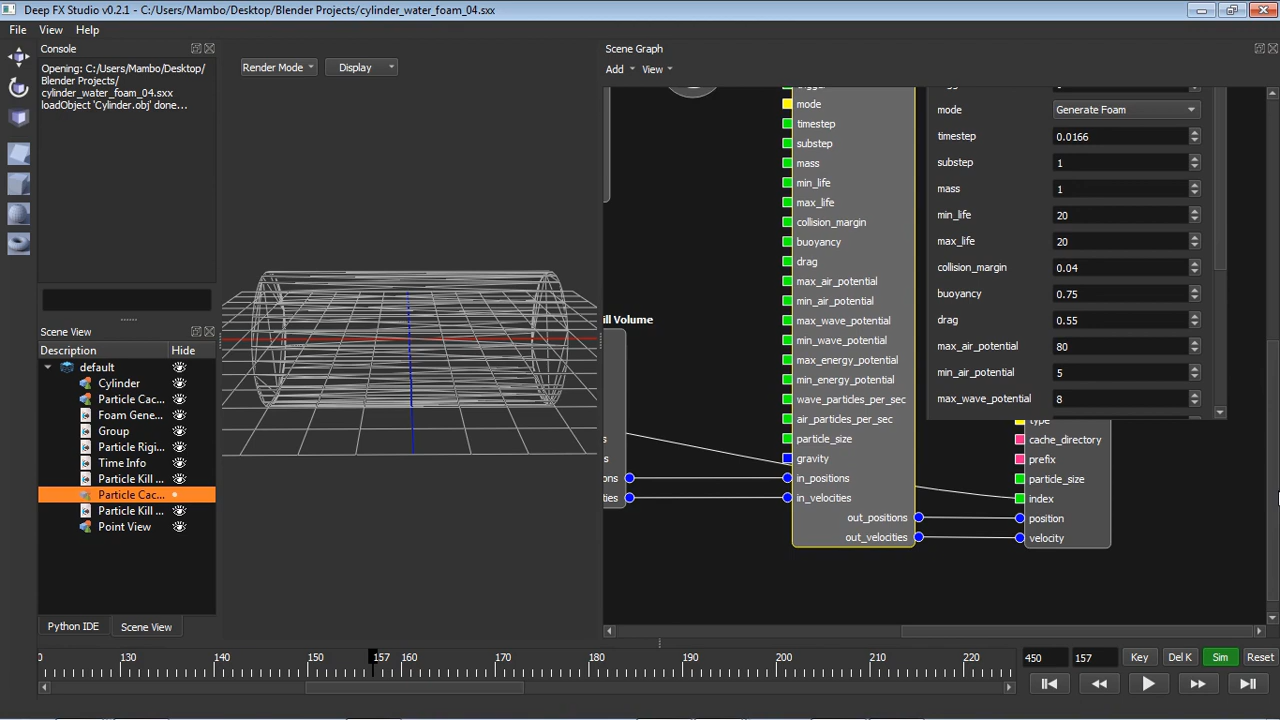 Deep FX Studio v0.2.1 - C:/Users/Mambo/Desktop/Blender Projects/cylinder_water_foam_04.sxx
File View Help
Console
Opening: C:/Users/Mambo/Desktop/
Blender Projects/
cylinder_water_foam_04.sxx
loadObject 'Cylinder.obj' done...
Scene View
Description Hide
default
Cylinder
Particle Cac...
Foam Gene...
Group
Particle Rigi...
Time Info
Particle Kill ...
Particle Cac...
Particle Kill ...
Point View
Python IDE Scene View
Render Mode Display
Scene Graph
Add View
mode
timestep
substep
mass
min_life
max_life
collision_margin
buoyancy
drag
max_air_potential
min_air_potential
max_wave_potential
min_wave_potential
max_energy_potential
min_energy_potential
wave_particles_per_sec
air_particles_per_sec
particle_size
gravity
in_positions
in_velocities
out_positions
out_velocities
mode Generate Foam
timestep 0.0166
substep 1
mass 1
min_life 20
max_life 20
collision_margin 0.04
buoyancy 0.75
drag 0.55
max_air_potential 80
min_air_potential 5
max_wave_potential 8
type
cache_directory
prefix
particle_size
index
position
velocity
130 140 150 157 160 170 180 190 200 210 220
450 157 Key Del K Sim Reset